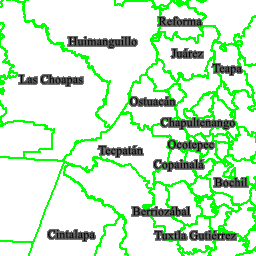 Reforma
Huimanguillo
Juárez
Teapa
Las Choapas
Ostuacán
Chapultenango
Ocotepec
Tecpatán
Copainalá
Bochil
Berriozábal
Cintalapa
Tuxtla Gutiérrez